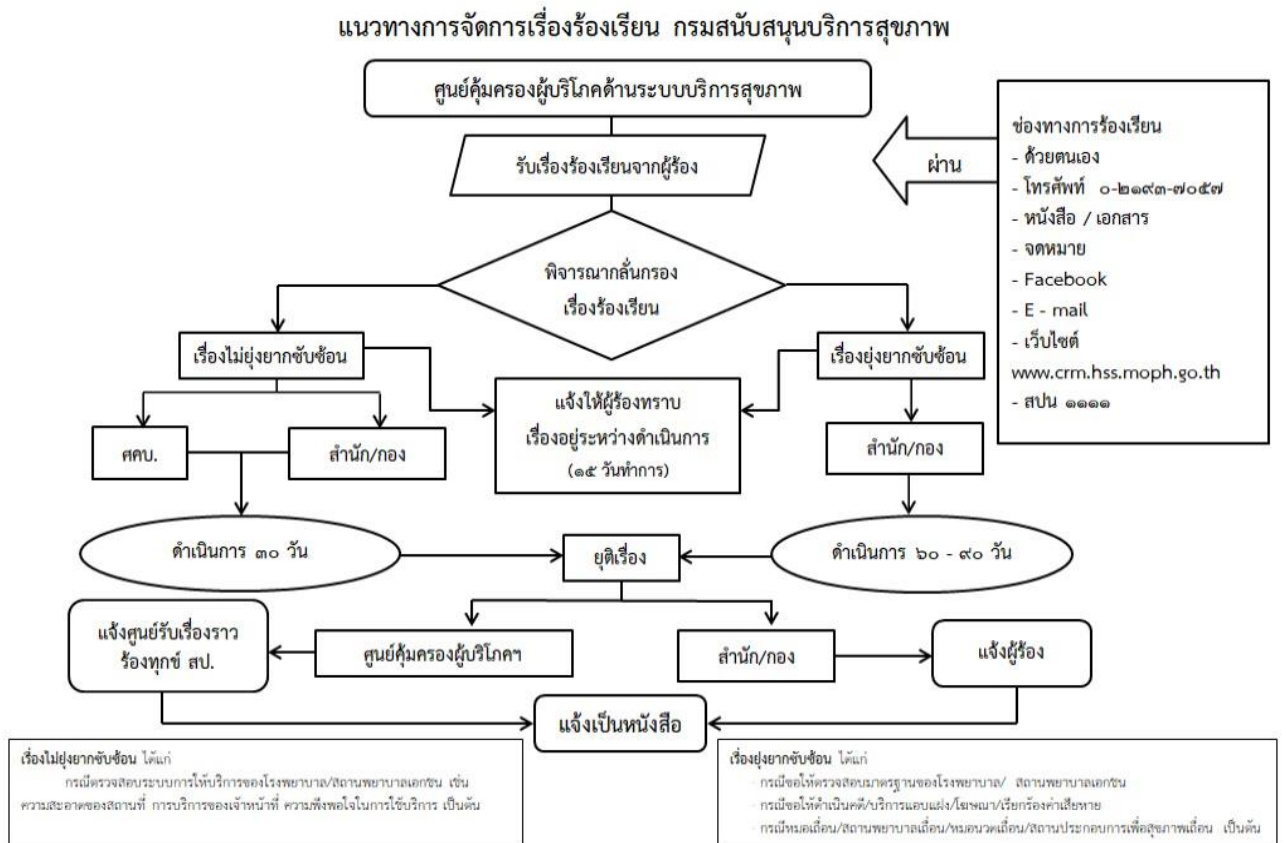 แนวทางการจัดการเรื่องร้องเรียน กรมสนับสนุนบริการสุขภาพ
ศูนย์คุ้มครองผู้บริโภคด้านระบบบริการสุขภาพ
รับเรื่องร้องเรียนจากผู้ร้อง
ผ่าน
ช่องทางการร้องเรียน
- ด้วยตนเอง
- โทรศัพท์ ๐-๒๑๙๓-๗๐๕๗
- หนังสือ / เอกสาร
- จดหมาย
- Facebook
- E - mail
- เว็บไซต์
www.crm.hss.moph.go.th
- สปน ๑๑๑๑
พิจารณากลั่นกรอง
เรื่องร้องเรียน
เรื่องไม่ยุ่งยากซับซ้อน
เรื่องยุ่งยากซับซ้อน
แจ้งให้ผู้ร้องทราบ
เรื่องอยู่ระหว่างดำเนินการ
(๑๕ วันทำการ)
ศคบ.
สำนัก/กอง
สำนัก/กอง
ดำเนินการ ๓๐ วัน
ยุติเรื่อง
ดำเนินการ ๖๐ - ๙๐ วัน
แจ้งศูนย์รับเรื่องราว
ร้องทุกข์ สป.
ศูนย์คุ้มครองผู้บริโภคฯ
สำนัก/กอง
แจ้งผู้ร้อง
แจ้งเป็นหนังสือ
เรื่องไม่ยุ่งยากซับซ้อน ได้แก่
กรณีตรวจสอบระบบการให้บริการของโรงพยาบาล/สถานพยาบาลเอกชน เช่น
ความสะอาดของสถานที่ การบริการของเจ้าหน้าที่ ความพึงพอใจในการใช้บริการ เป็นต้น
เรื่องยุ่งยากซับซ้อน ได้แก่
- กรณีขอให้ตรวจสอบมาตรฐานของโรงพยาบาล/ สถานพยาบาลเอกชน
- กรณีขอให้ดำเนินคดี/บริการแอบแฝง/โฆษณา/เรียกร้องค่าเสียหาย
- กรณีหมอเถื่อน/สถานพยาบาลเถื่อน/หมอนวดเถื่อน/สถานประกอบการเพื่อสุขภาพเถื่อน เป็นต้น